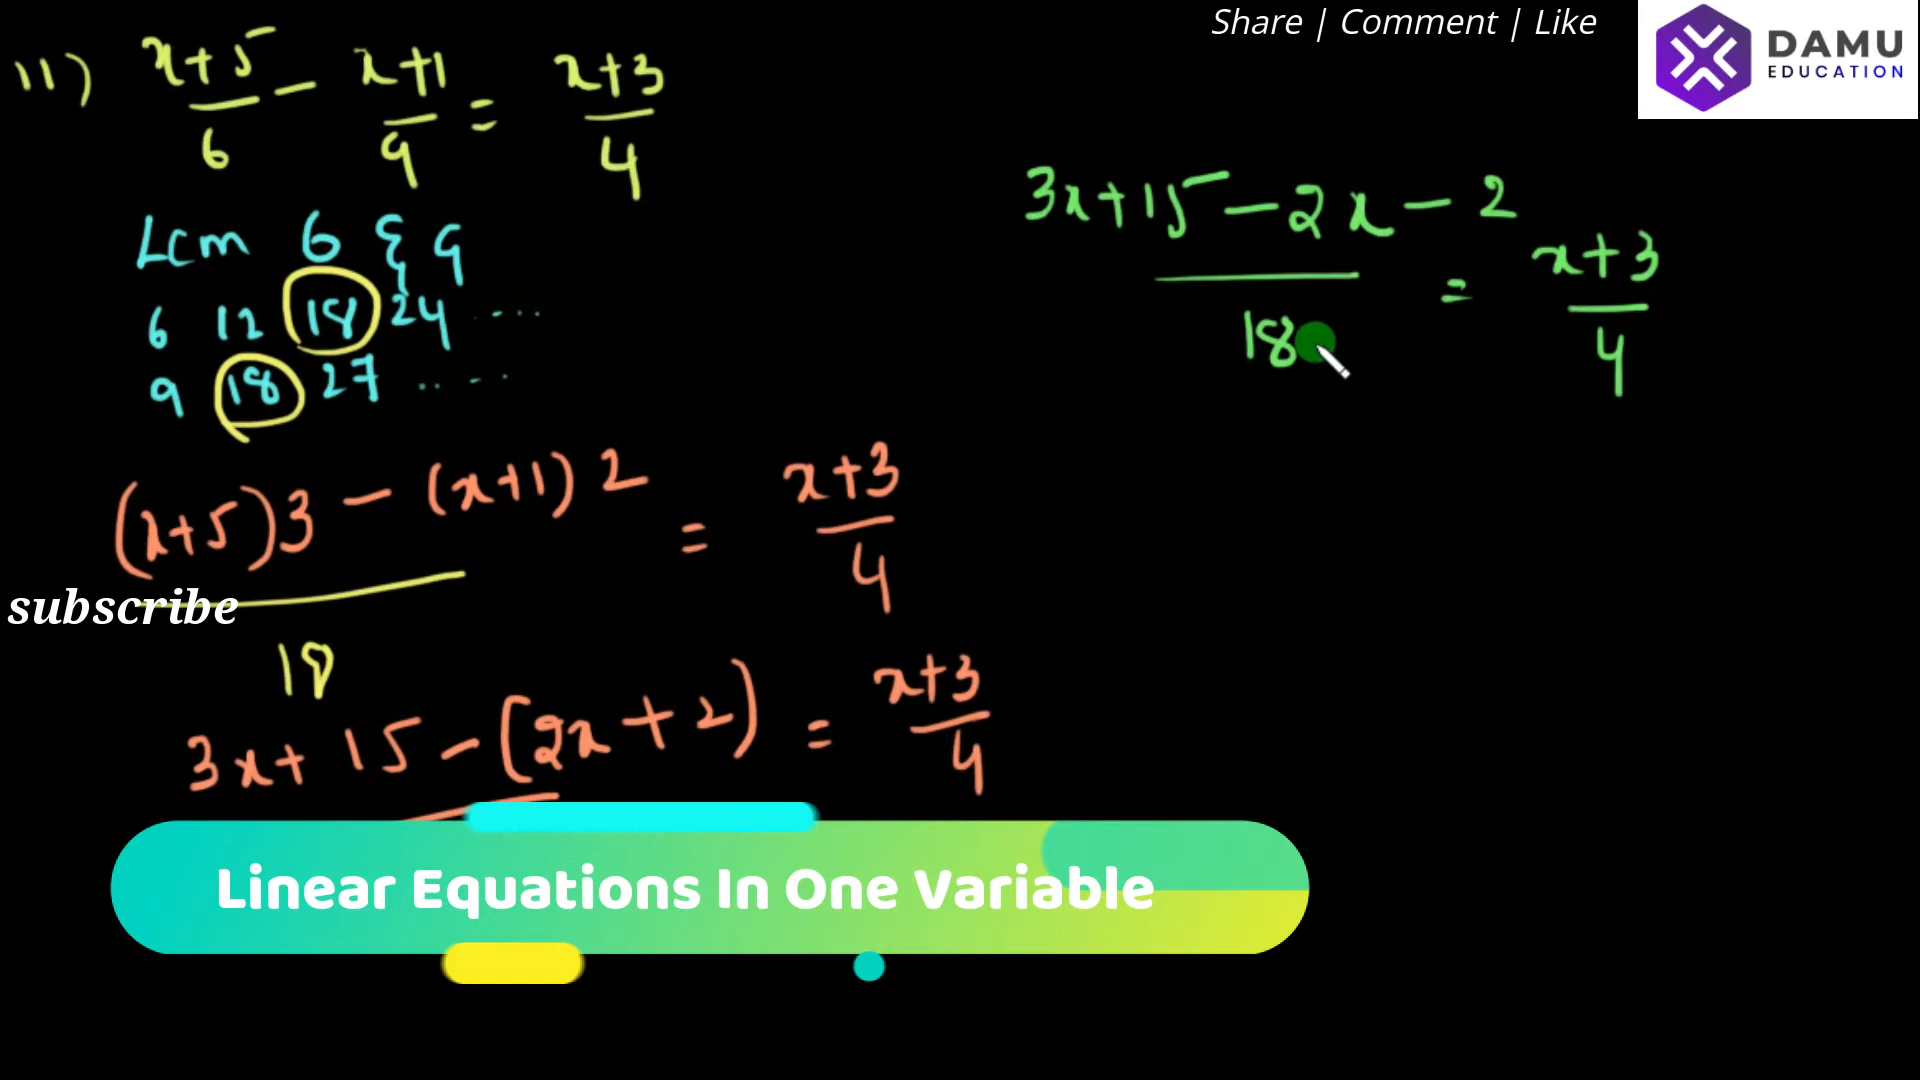 Share | Comment | Like
DAMU
EDUCATION
11) x+5/6 - x+1/9 = x+3/4
Lcm 6 & 9
6 12 18 24 ....
9 18 27 .....
(x+5)3 - (x+1)2 / 18 = x+3/4
subscribe
3x + 15 - (2x + 2) = x+3/4
3x+15-2x-2 / 18 = x+3/4
Linear Equations In One Variable